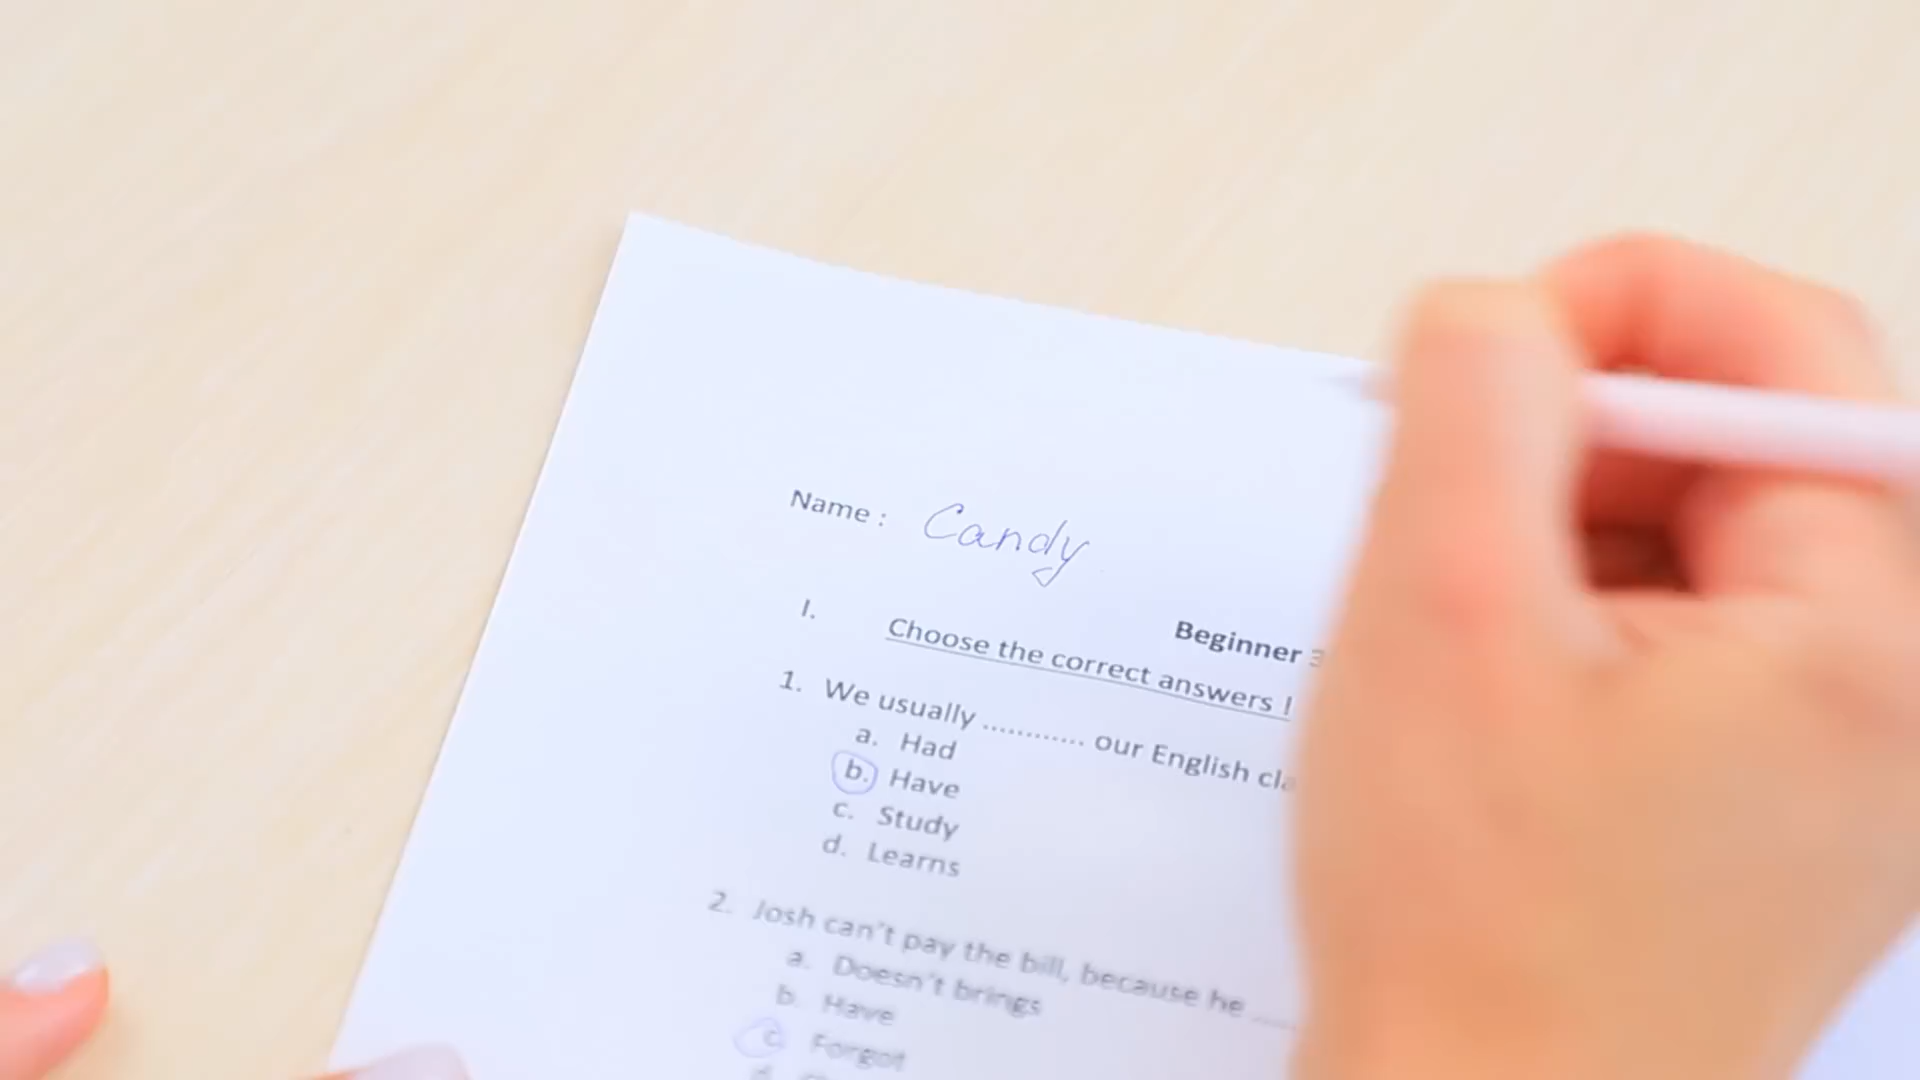 Name : Candy
Beginner
I. Choose the correct answers !
1. We usually ............ our English
a. Had
b. Have
c. Study
d. Learns
2. Josh can't pay the bill, because he ....
a. Doesn't brings
b. Have
c. Forgot
d.